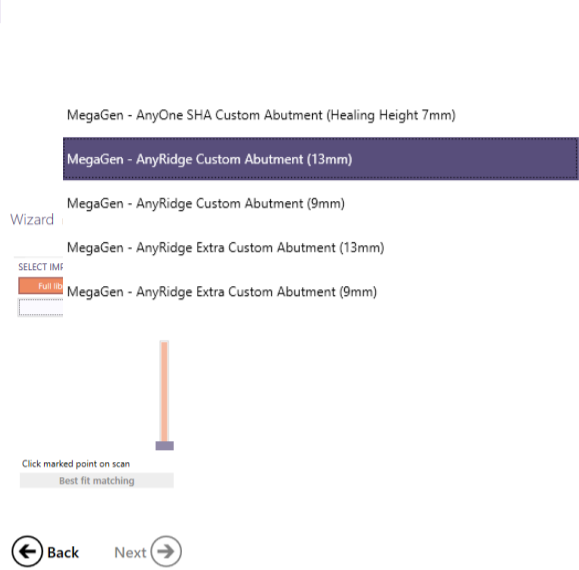 MegaGen - AnyOne SHA Custom Abutment (Healing Height 7mm)
MegaGen - AnyRidge Custom Abutment (13mm)
MegaGen - AnyRidge Custom Abutment (9mm)
Wizard
MegaGen - AnyRidge Extra Custom Abutment (13mm)
SELECT
Full
MegaGen - AnyRidge Extra Custom Abutment (9mm)
Click marked point on scan
Best fit matching
Back
Next